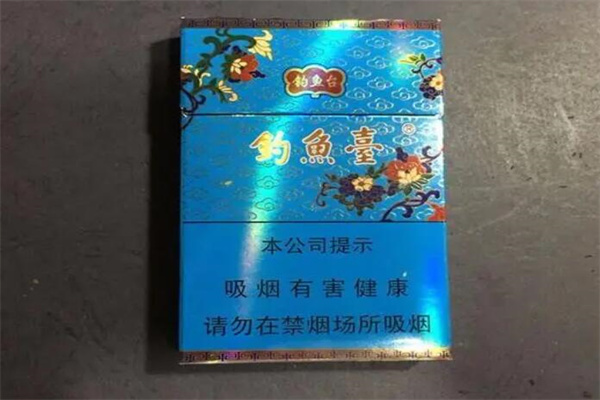 钓鱼台
釣魚臺®
本公司提示
吸烟有害健康
请勿在禁烟场所吸烟